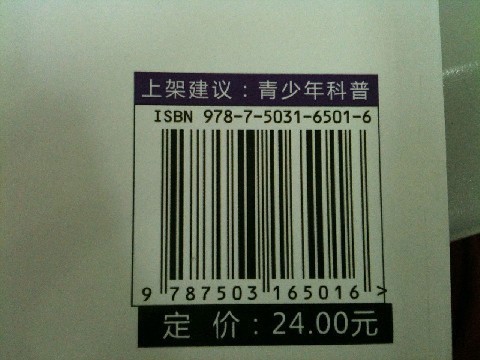 上架建议：青少年科普
ISBN 978-7-5031-6501-6
9 787503 165016 >
定 价：24.00元